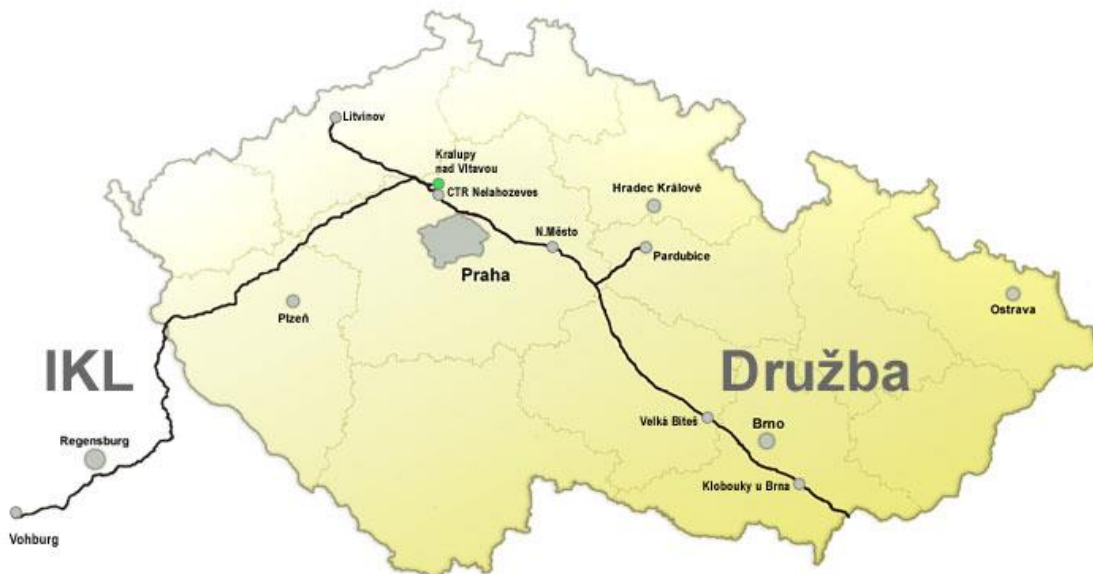 Litvinov
Kralupy
nad Vltavou
CTR Nelahozeves
Hradec Králové
N.Město
Pardubice
Praha
Plzeň
Ostrava
IKL
Družba
Velká Bíteš
Brno
Regensburg
Klobouky u Brna
Vohburg